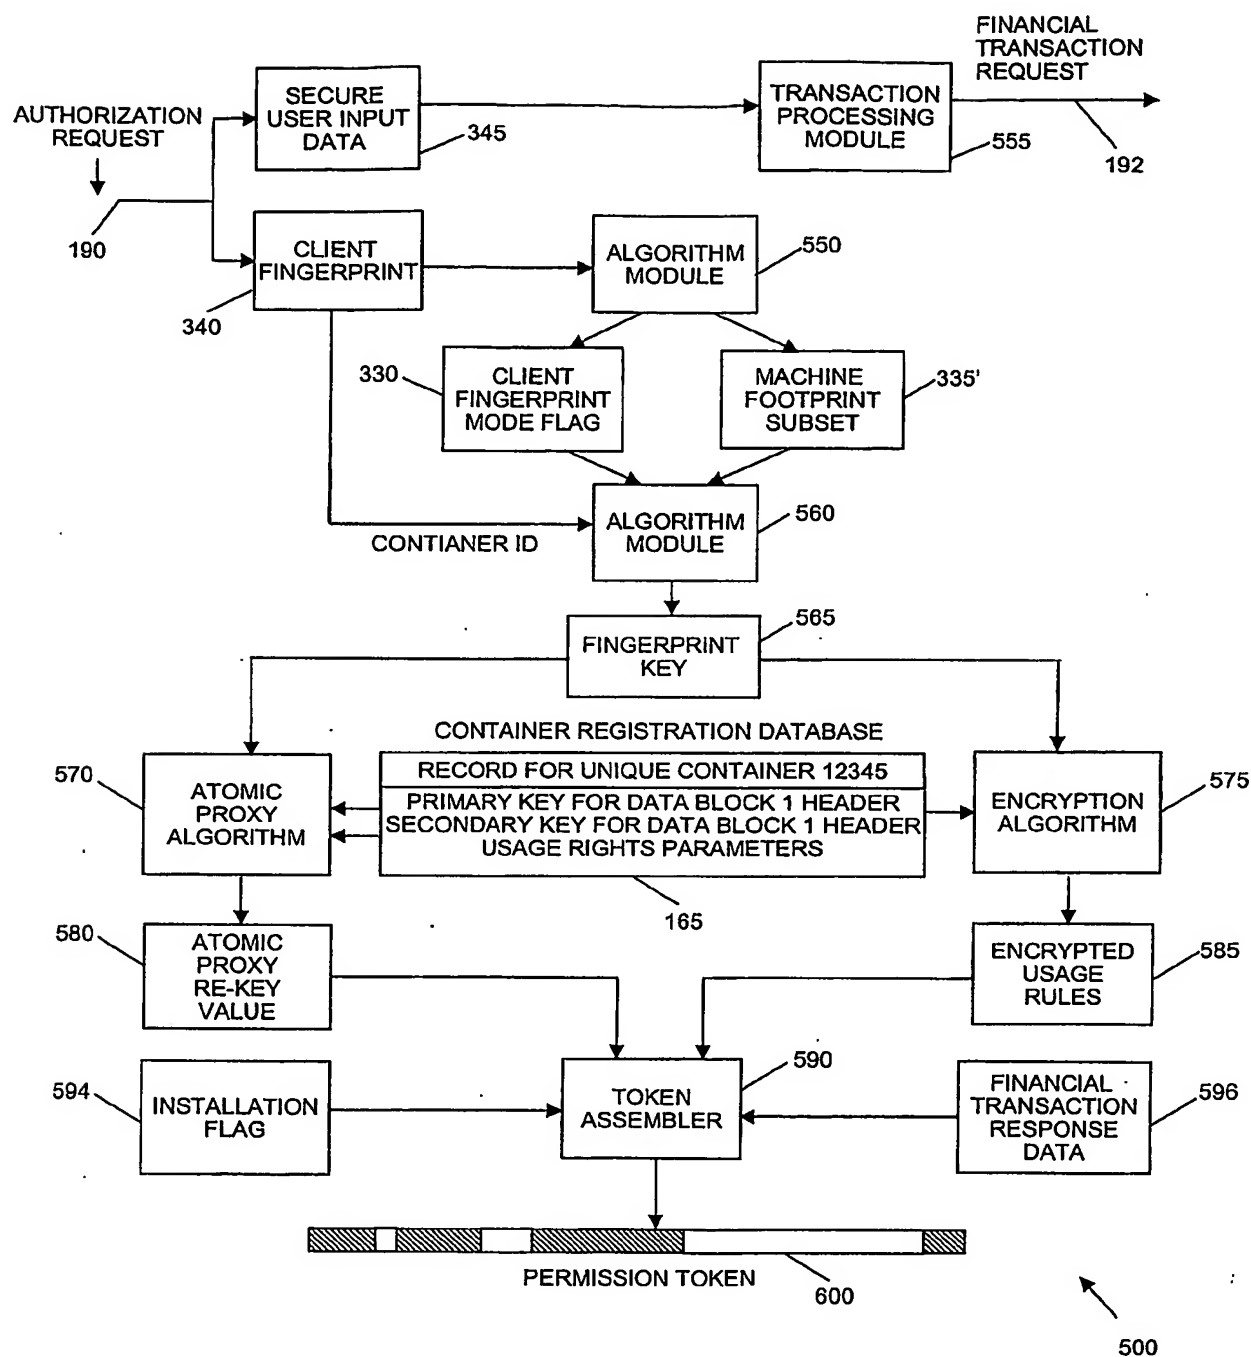 FINANCIAL
TRANSACTION
REQUEST
AUTHORIZATION
REQUEST
SECURE
USER INPUT
DATA
345
TRANSACTION
PROCESSING
MODULE
555
192
190
CLIENT
FINGERPRINT
340
ALGORITHM
MODULE
550
330
CLIENT
FINGERPRINT
MODE FLAG
MACHINE
FOOTPRINT
SUBSET
335'
CONTIANER ID
ALGORITHM
MODULE
560
FINGERPRINT
KEY
565
CONTAINER REGISTRATION DATABASE
570
ATOMIC
PROXY
ALGORITHM
RECORD FOR UNIQUE CONTAINER 12345
PRIMARY KEY FOR DATA BLOCK 1 HEADER
SECONDARY KEY FOR DATA BLOCK 1 HEADER
USAGE RIGHTS PARAMETERS
165
ENCRYPTION
ALGORITHM
575
580
ATOMIC
PROXY
RE-KEY
VALUE
ENCRYPTED
USAGE
RULES
585
594
INSTALLATION
FLAG
TOKEN
ASSEMBLER
590
FINANCIAL
TRANSACTION
RESPONSE
DATA
596
PERMISSION TOKEN
600
500